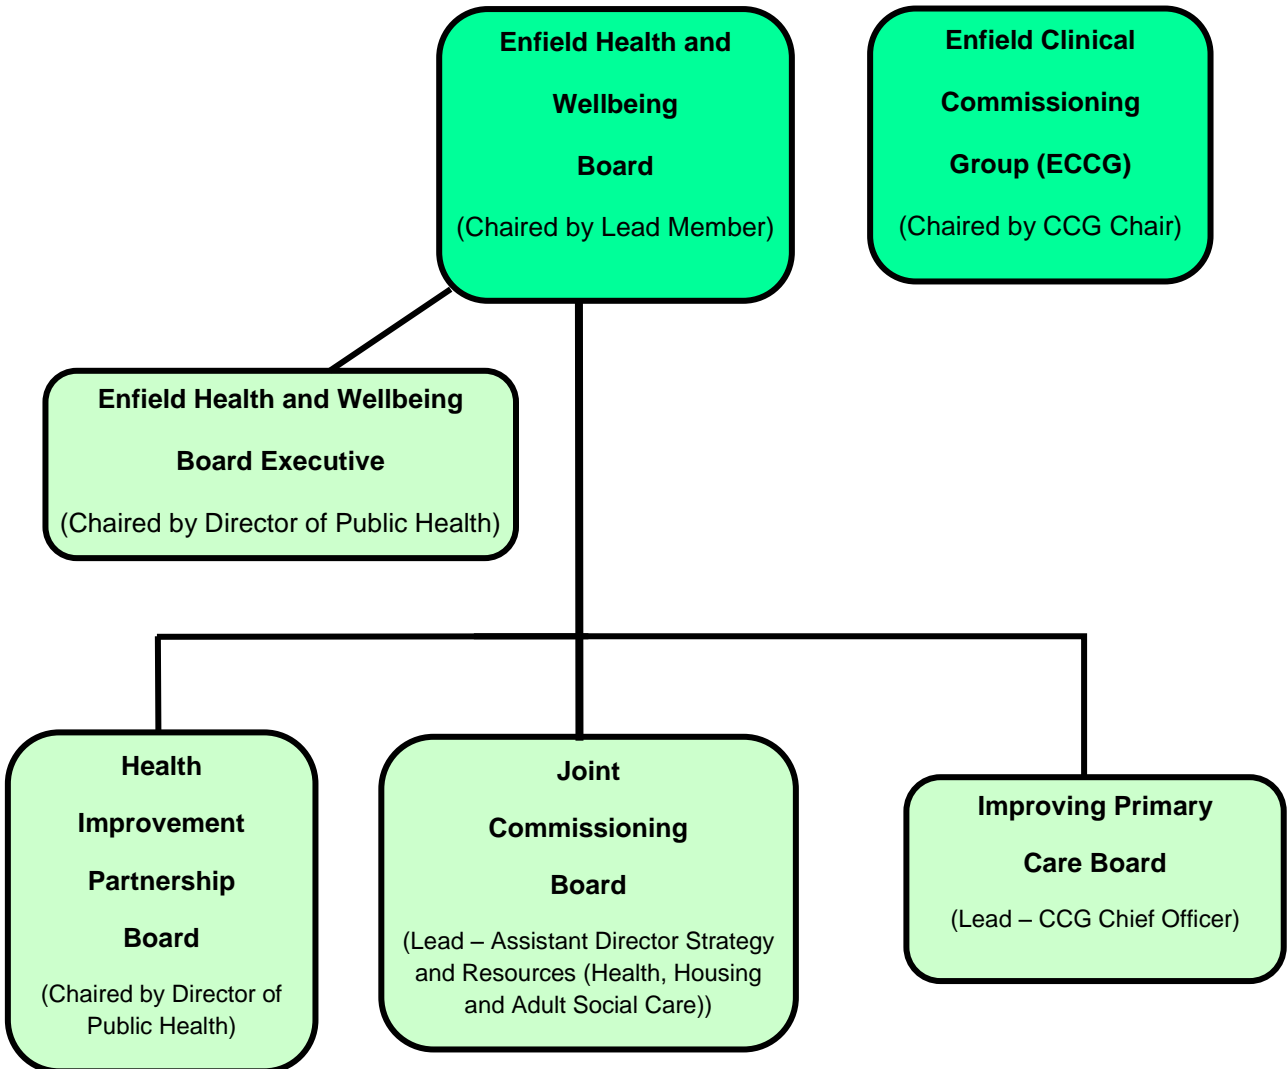 Enfield Health and
Wellbeing
Board
(Chaired by Lead Member)
Enfield Clinical
Commissioning
Group (ECCG)
(Chaired by CCG Chair)
Enfield Health and Wellbeing
Board Executive
(Chaired by Director of Public Health)
Health
Improvement
Partnership
Board
(Chaired by Director of
Public Health)
Joint
Commissioning
Board
(Lead – Assistant Director Strategy
and Resources (Health, Housing
and Adult Social Care))
Improving Primary
Care Board
(Lead – CCG Chief Officer)